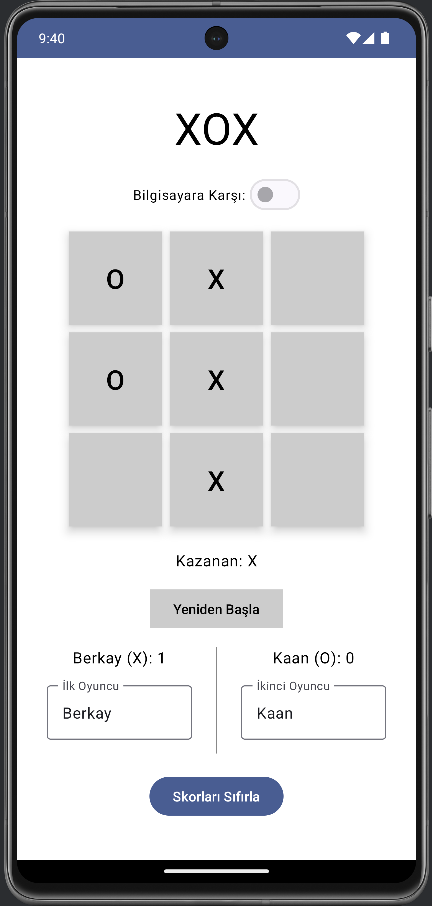 9:40
XOX
Bilgisayara Karşı:
O X
O X
X
Kazanan: X
Yeniden Başla
Berkay (X): 1
Kaan (O): 0
İlk Oyuncu
İkinci Oyuncu
Berkay
Kaan
Skorları Sıfırla